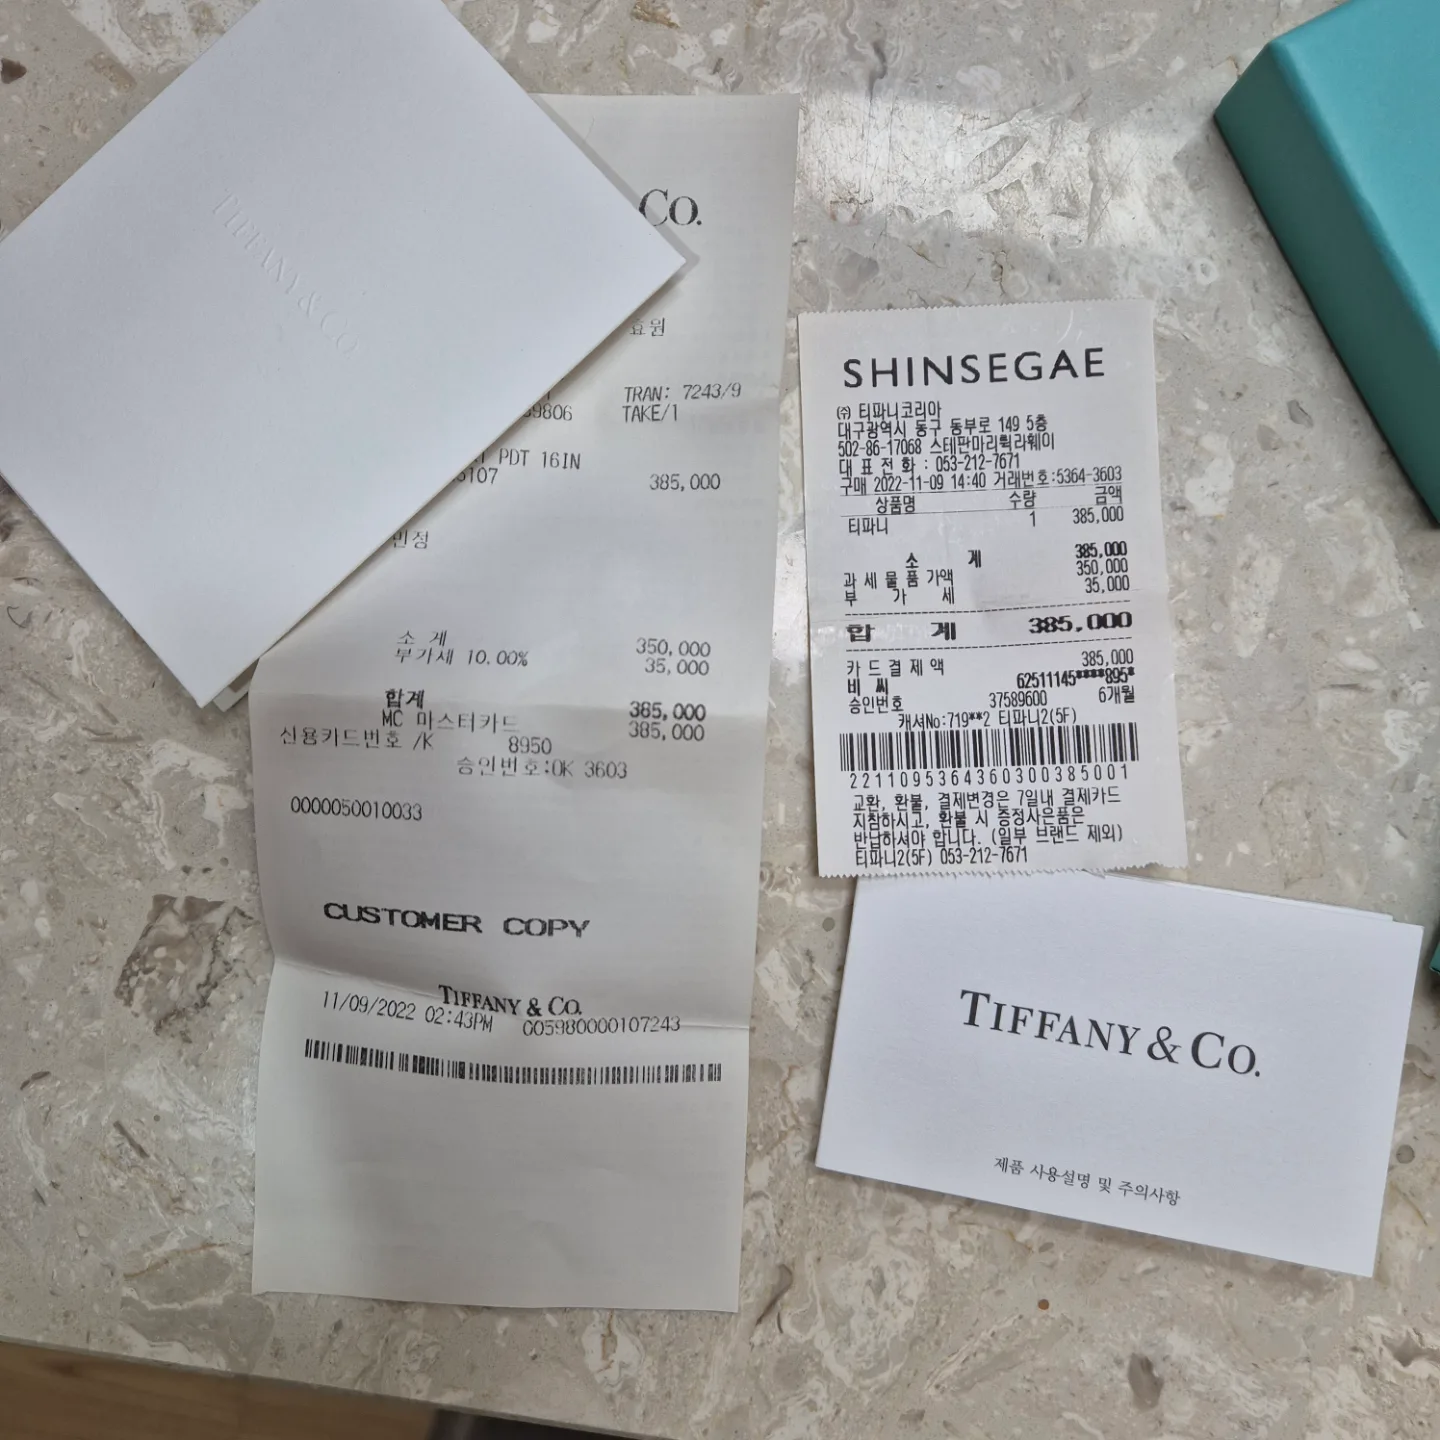 TIFFANY & CO.
Co.
효원
TRAN: 7243/9
9806 TAKE/1
PDT 16IN
107 385,000
민정
소 계 350,000
부가세 10.00% 35,000
합계 385,000
MC 마스터카드 385,000
신용카드번호 /K 8950
승인번호:OK 3603
0000050010033
CUSTOMER COPY
TIFFANY & CO.
11/09/2022 02:43PM 005980000107243
SHINSEGAE
㈜ 티파니코리아
대구광역시 동구 동부로 149 5층
502-86-17068 스테판마리뤽라훼이
대 표 전 화 : 053-212-7671
구매 2022-11-09 14:40 거래번호:5364-3603
상품명 수량 금액
티파니 1 385,000
소 계 385,000
과 세 물 품 가액 350,000
부 가 세 35,000
합 계 385,000
카 드 결 제 액 385,000
비 씨 62511145****895*
승인번호 37589600 6개월
캐셔No:719**2 티파니2(5F)
2211095364360300385001
교환, 환불, 결제변경은 7일내 결제카드
지참하시고, 환불 시 증정사은품은
반납하셔야 합니다. (일부 브랜드 제외)
티파니2(5F) 053-212-7671
TIFFANY & CO.
제품 사용설명 및 주의사항